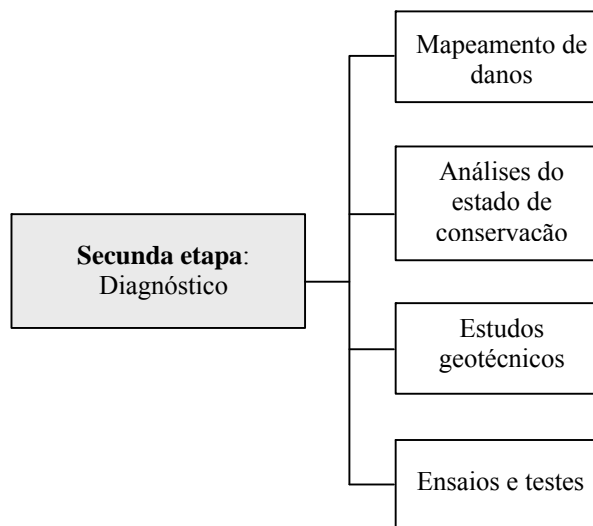 Mapeamento de
danos
Análises do
estado de
conservacão
Secunda etapa:
Diagnóstico
Estudos
geotécnicos
Ensaios e testes